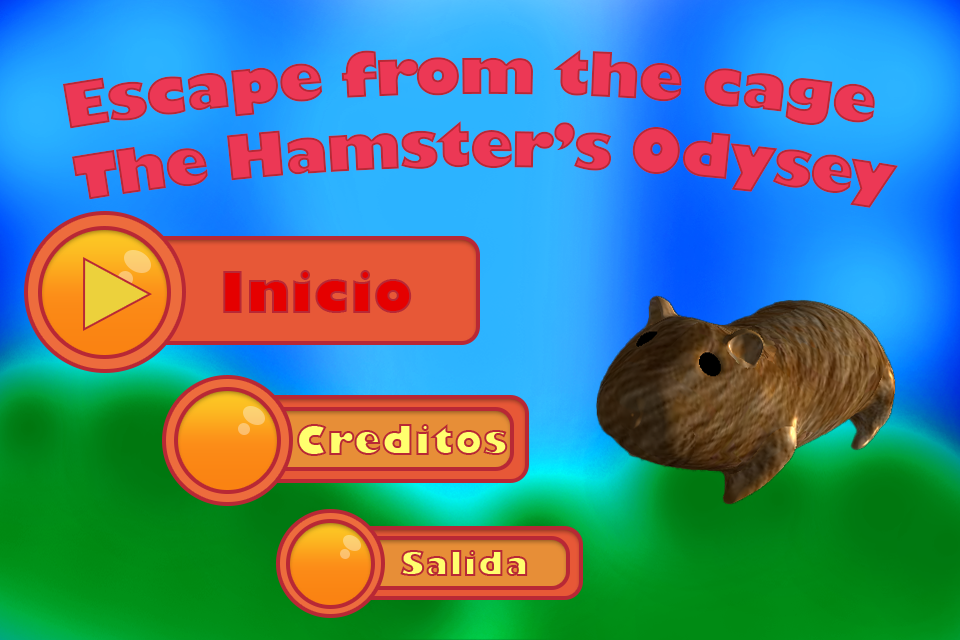 Escape from the cage
The Hamster's Odysey
Inicio
Creditos
Salida